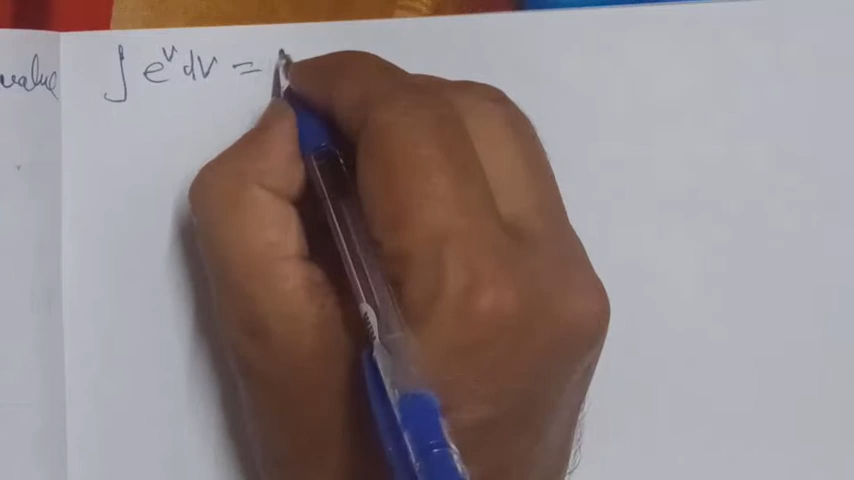 value
∫ e^v dv =